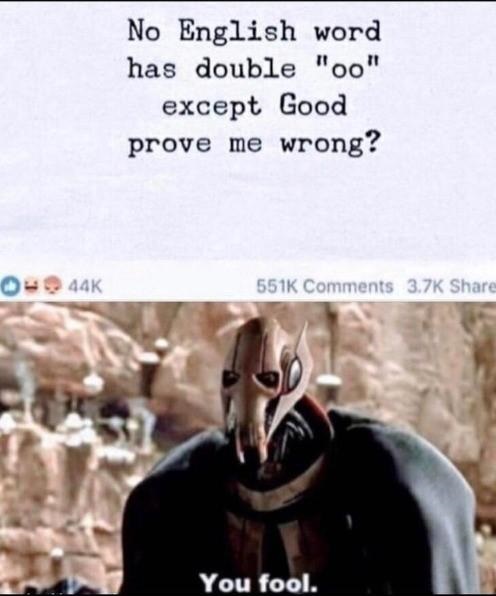 No English word
has double "oo"
except Good
prove me wrong?
44K 551K Comments 3.7K Share
You fool.